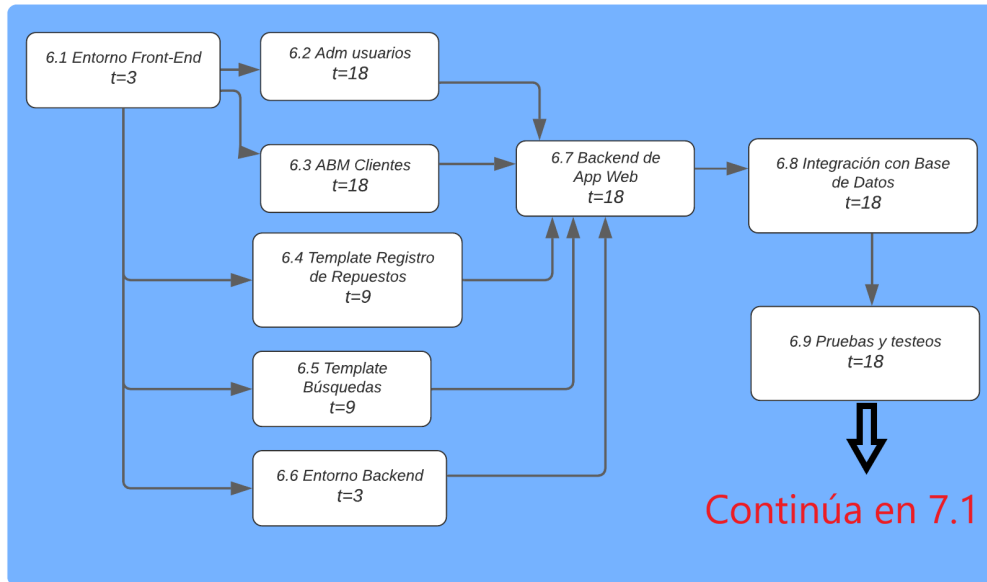 6.1 Entorno Front-End
t=3
6.2 Adm usuarios
t=18
6.3 ABM Clientes
t=18
6.4 Template Registro
de Repuestos
t=9
6.5 Template
Búsquedas
t=9
6.6 Entorno Backend
t=3
6.7 Backend de
App Web
t=18
6.8 Integración con Base
de Datos
t=18
6.9 Pruebas y testeos
t=18
Continúa en 7.1